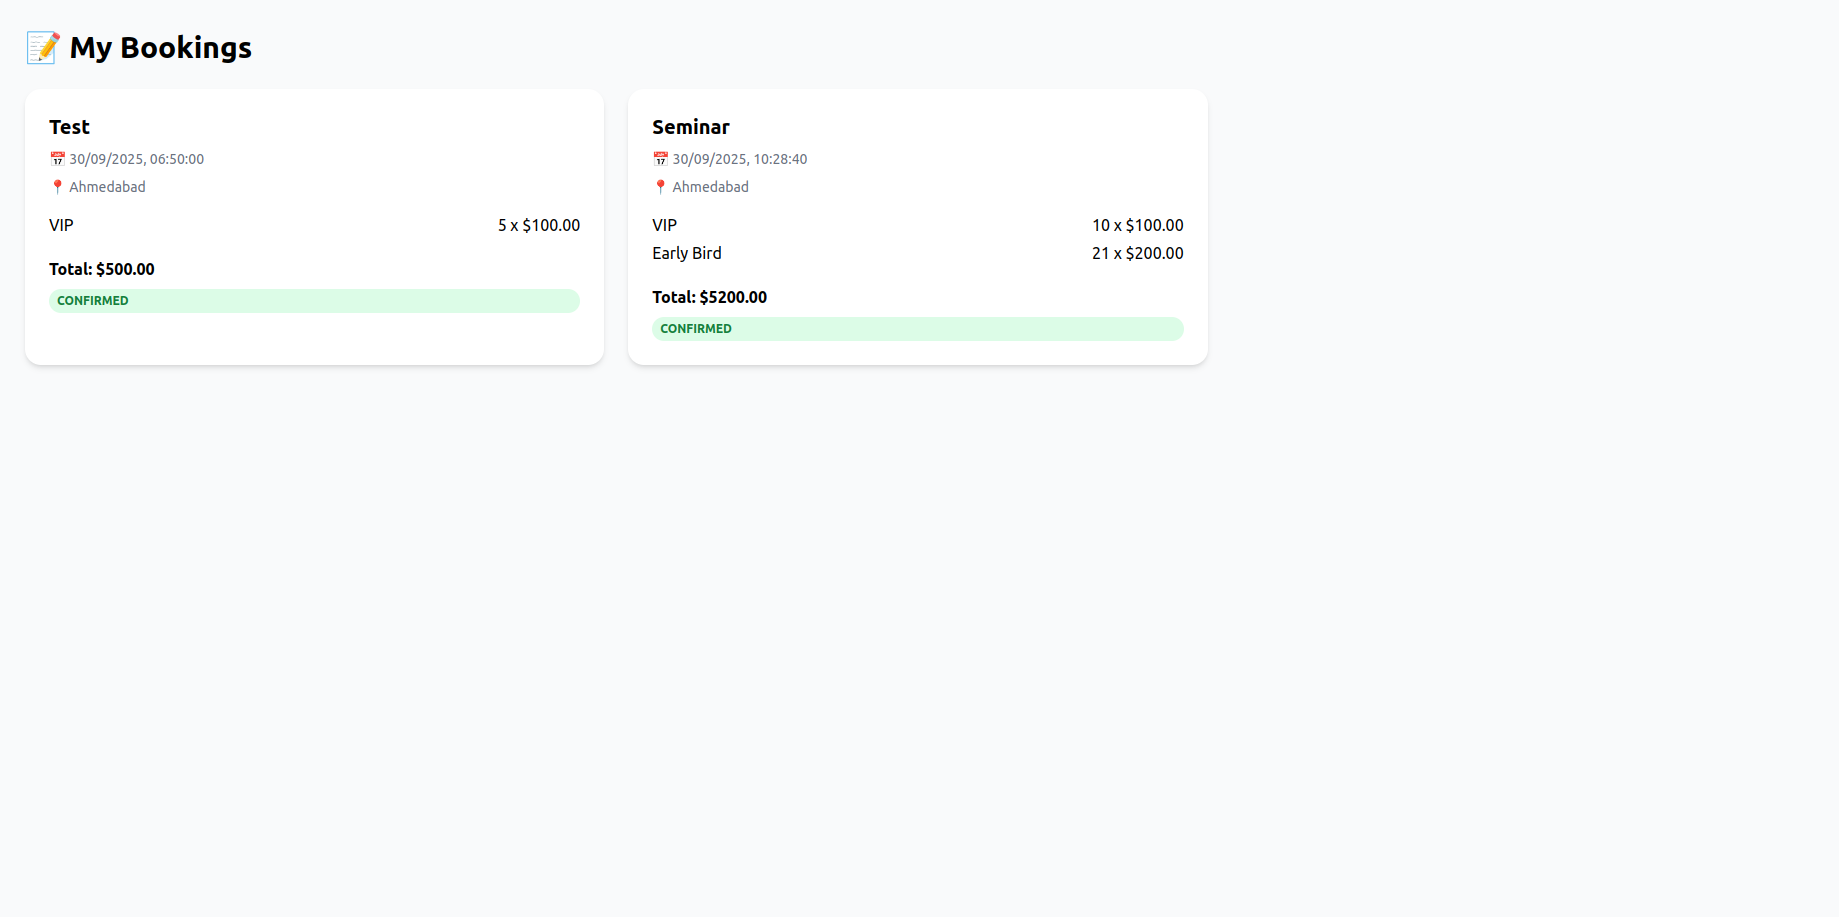 📝 My Bookings
Test
📅 30/09/2025, 06:50:00
📍 Ahmedabad
VIP 5 x $100.00
Total: $500.00
CONFIRMED
Seminar
📅 30/09/2025, 10:28:40
📍 Ahmedabad
VIP 10 x $100.00
Early Bird 21 x $200.00
Total: $5200.00
CONFIRMED